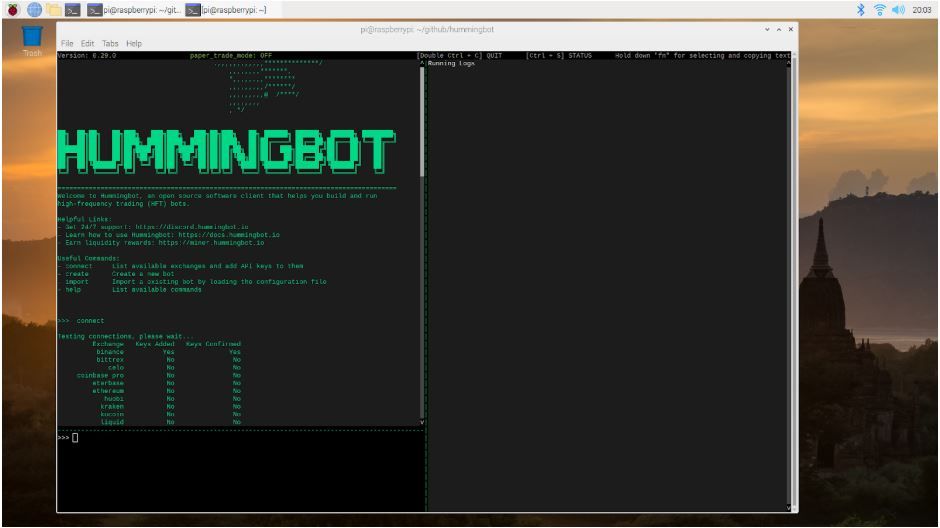 pi@raspberrypi: ~/git...
[pi@raspberrypi: ~]
20:03
Trash
pi@raspberrypi: ~/github/hummingbot
File Edit Tabs Help
Version: 0.29.0 paper_trade_mode: OFF [Double Ctrl + C] QUIT [Ctrl + S] STATUS Hold down "fn" for selecting and copying text
Running Logs
HUMMINGBOT
Welcome to Hummingbot, an open source software client that helps you build and run
high-frequency trading (HFT) bots.
Helpful Links:
- Get 24/7 support: https://discord.hummingbot.io
- Learn how to use Hummingbot: https://docs.hummingbot.io
- Earn liquidity rewards: https://miner.hummingbot.io
Useful Commands:
- connect List available exchanges and add API keys to them
- create Create a new bot
- import Import a existing bot by loading the configuration file
- help List available commands
>>> connect
Testing connections, please wait...
Exchange Keys Added Keys Confirmed
binance Yes Yes
bittrex No No
celo No No
coinbase pro No No
eterbase No No
ethereum No No
huobi No No
kraken No No
kucoin No No
liquid No No
>>>